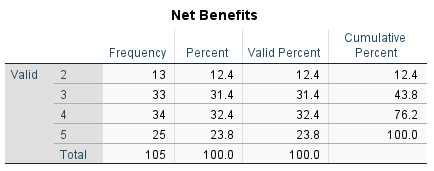 Net Benefits
Frequency Percent Valid Percent Cumulative Percent
Valid 2 13 12.4 12.4 12.4
3 33 31.4 31.4 43.8
4 34 32.4 32.4 76.2
5 25 23.8 23.8 100.0
Total 105 100.0 100.0